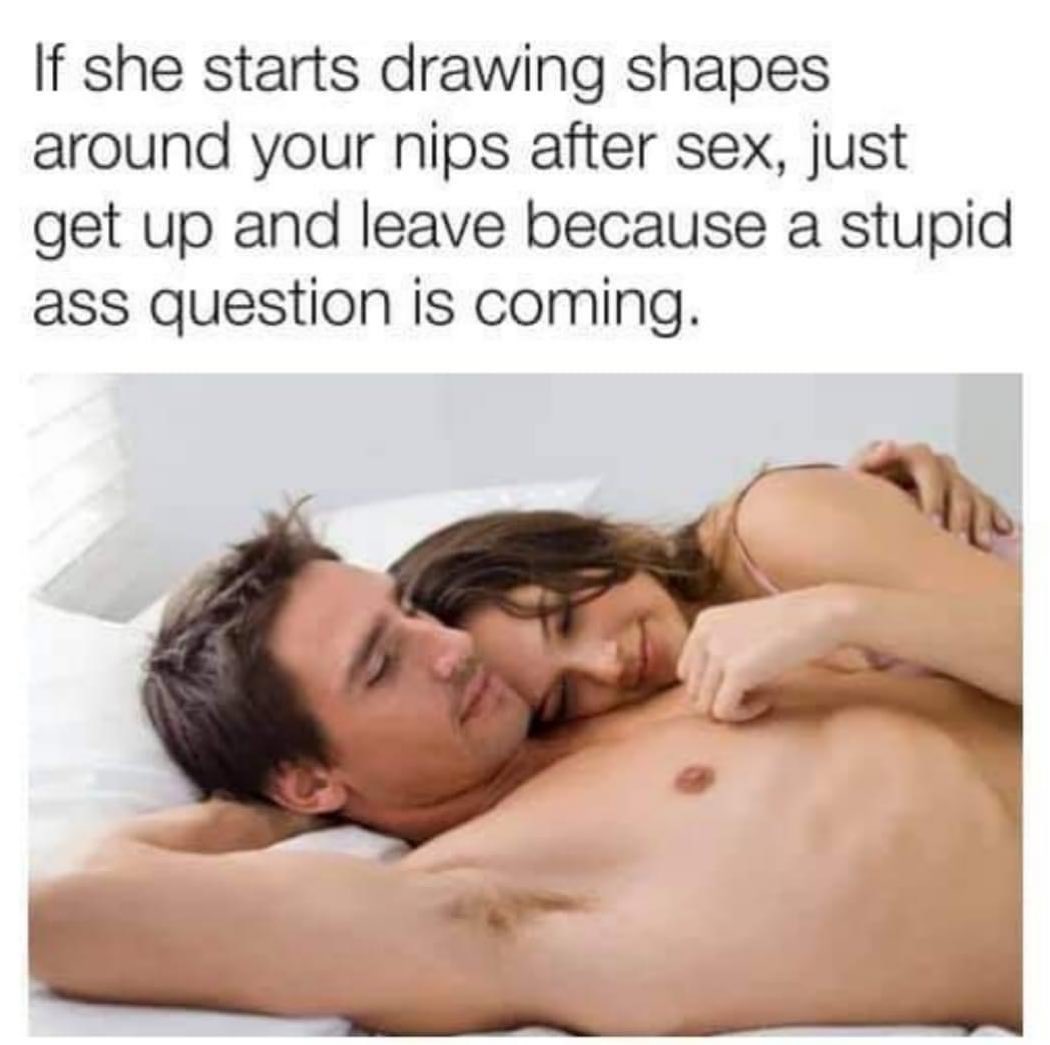 If she starts drawing shapes
around your nips after sex, just
get up and leave because a stupid
ass question is coming.